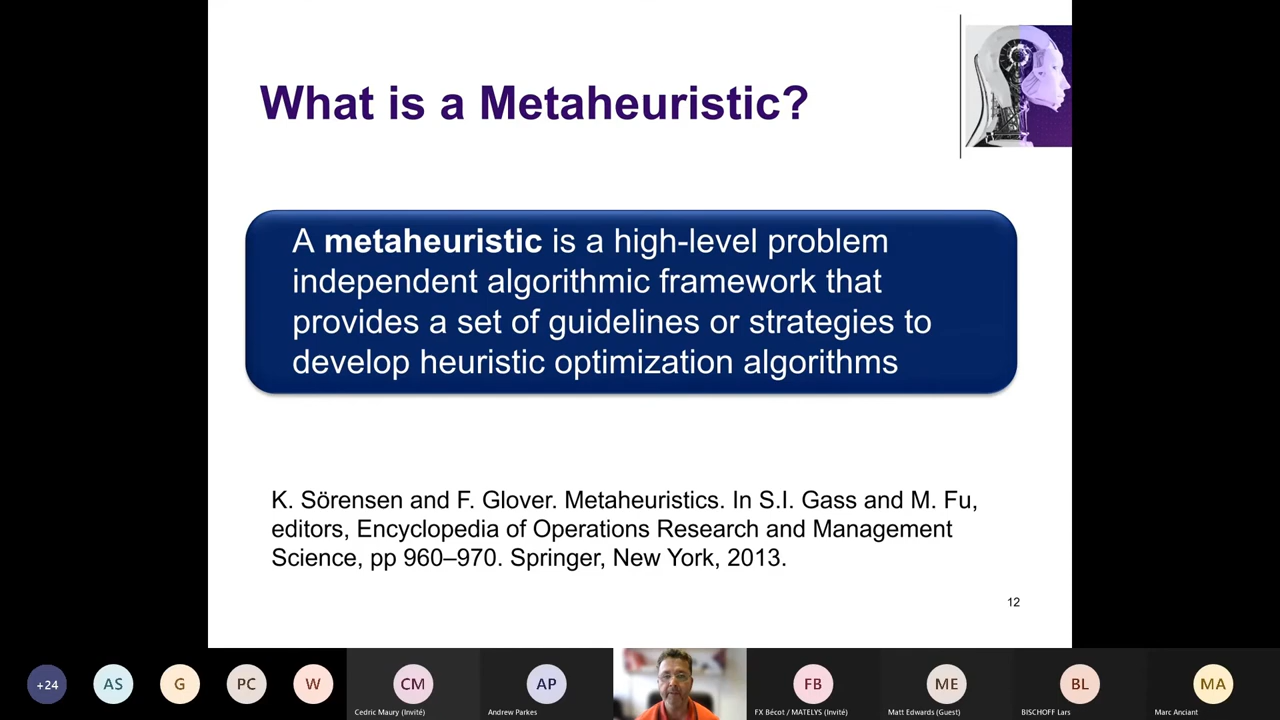 What is a Metaheuristic?
A metaheuristic is a high-level problem
independent algorithmic framework that
provides a set of guidelines or strategies to
develop heuristic optimization algorithms
K. Sörensen and F. Glover. Metaheuristics. In S.I. Gass and M. Fu,
editors, Encyclopedia of Operations Research and Management
Science, pp 960–970. Springer, New York, 2013.
12
+24
AS
G
PC
W
CM
AP
FB
ME
BL
MA
Cedric Maury (Invité)
Andrew Parkes
FX Bécot / MATELYS (Invité)
Matt Edwards (Guest)
BISCHOFF Lars
Marc Anciant